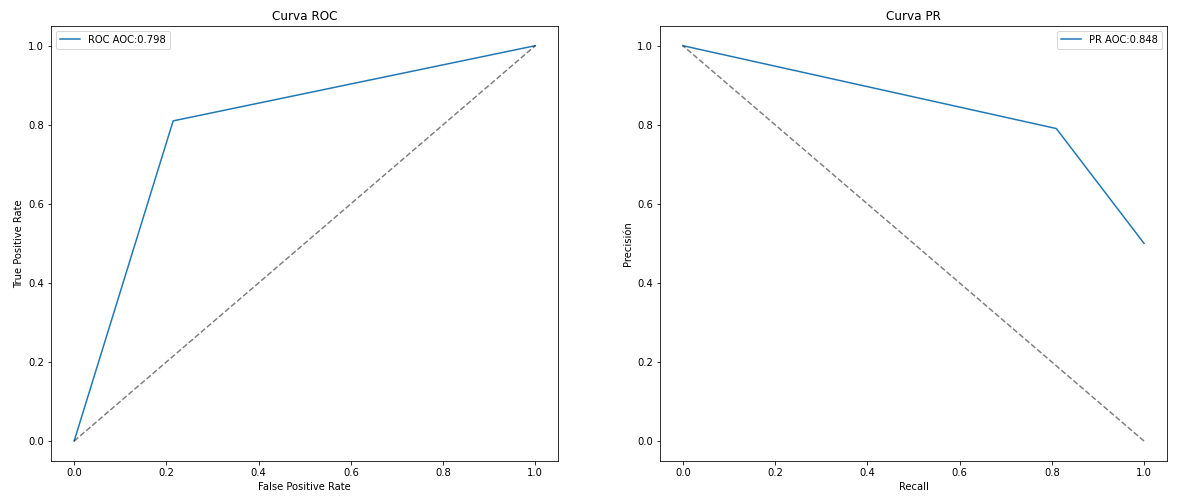 Curva ROC
ROC AOC:0.798
1.0
0.8
0.6
0.4
0.2
0.0
True Positive Rate
0.0 0.2 0.4 0.6 0.8 1.0
False Positive Rate
Curva PR
PR AOC:0.848
1.0
0.8
0.6
0.4
0.2
0.0
Precisión
0.0 0.2 0.4 0.6 0.8 1.0
Recall